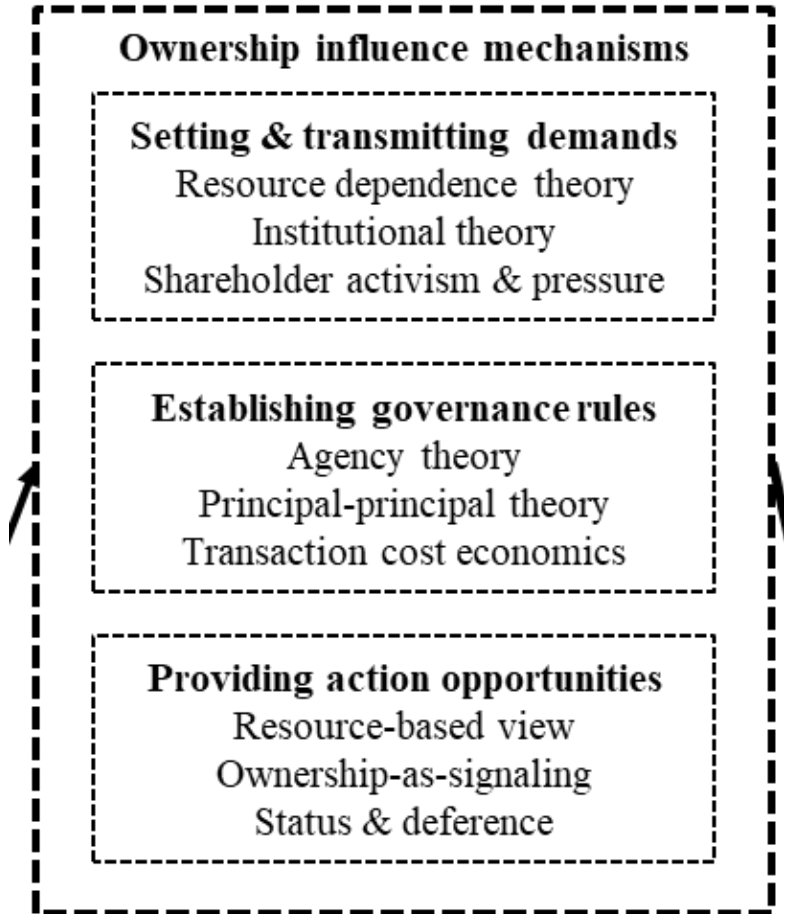 Ownership influence mechanisms
Setting & transmitting demands
Resource dependence theory
Institutional theory
Shareholder activism & pressure
Establishing governance rules
Agency theory
Principal-principal theory
Transaction cost economics
Providing action opportunities
Resource-based view
Ownership-as-signaling
Status & deference